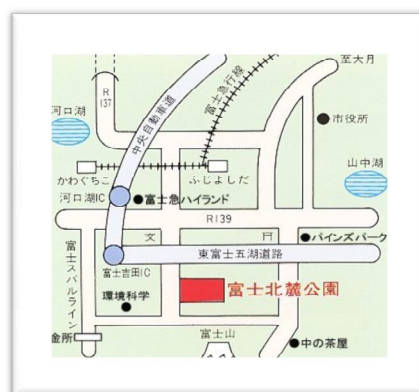 至大月
R
137
河口湖
中央自動車道
富士急行線
市役所
山中湖
かわぐちこ
ふじよしだ
河口湖IC
富士急ハイランド
R139
文
パインズパーク
東富士五湖道路
富士スバルライン
富士吉田IC
富士北麓公園
環境科学
富士山
金所
中の茶屋